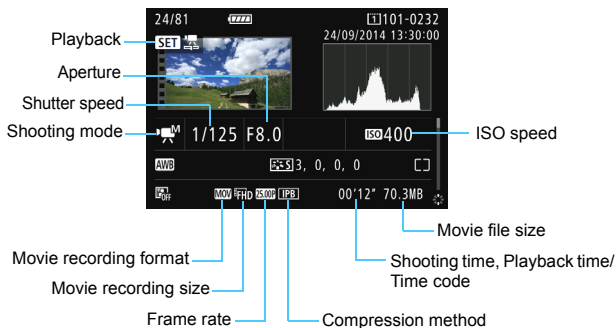 24/81 1 101-0232
24/09/2014 13:30:00
Playback
SET
Aperture
Shutter speed
Shooting mode
M 1/125 F8.0 ISO 400
ISO speed
AWB S 3, 0, 0, 0
OFF MOV FHD 25.00P IPB 00'12" 70.3MB
Movie file size
Movie recording format
Shooting time, Playback time/
Time code
Movie recording size
Frame rate
Compression method